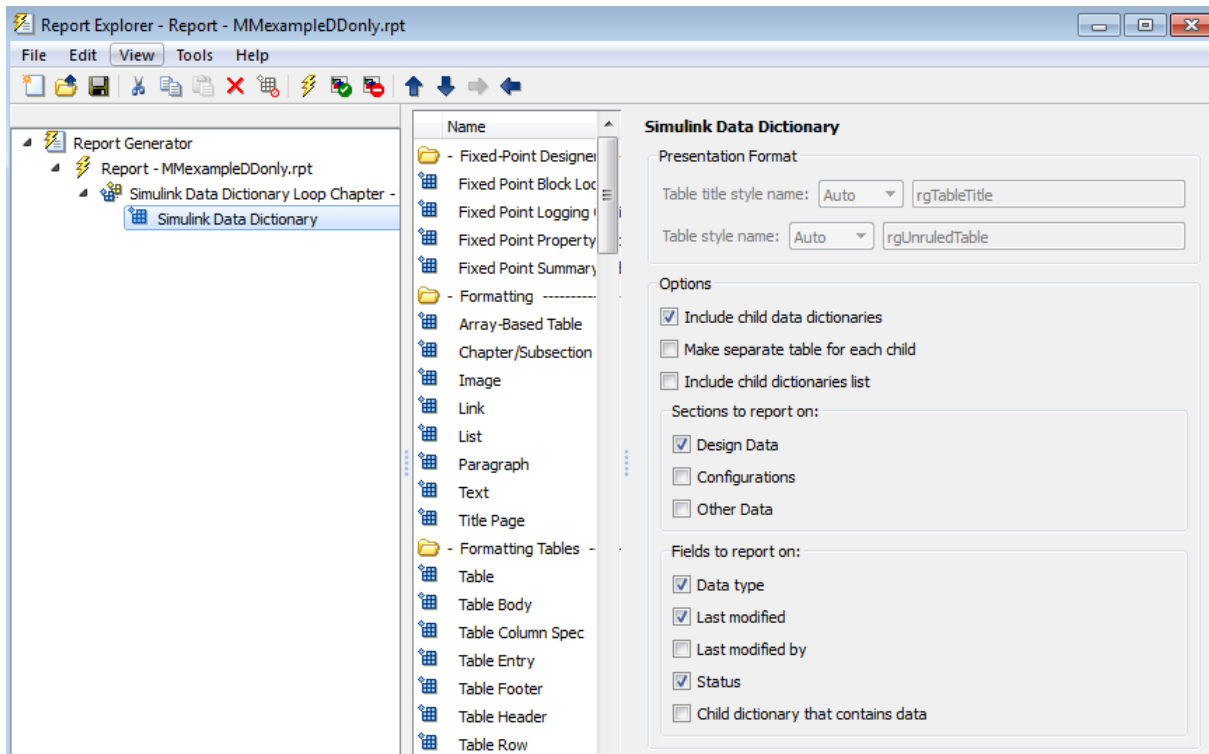 Report Explorer - Report - MMexampleDDonly.rpt
File Edit View Tools Help
Report Generator
Report - MMexampleDDonly.rpt
Simulink Data Dictionary Loop Chapter -
Simulink Data Dictionary
Name
- Fixed-Point Designer
Fixed Point Block
Fixed Point Logging
Fixed Point Property
Fixed Point Summary
- Formatting ----------
Array-Based Table
Chapter/Subsection
Image
Link
List
Paragraph
Text
Title Page
- Formatting Tables -
Table
Table Body
Table Column Spec
Table Entry
Table Footer
Table Header
Table Row
Simulink Data Dictionary
Presentation Format
Table title style name: Auto rgTableTitle
Table style name: Auto rgUnruledTable
Options
Include child data dictionaries
Make separate table for each child
Include child dictionaries list
Sections to report on:
Design Data
Configurations
Other Data
Fields to report on:
Data type
Last modified
Last modified by
Status
Child dictionary that contains data